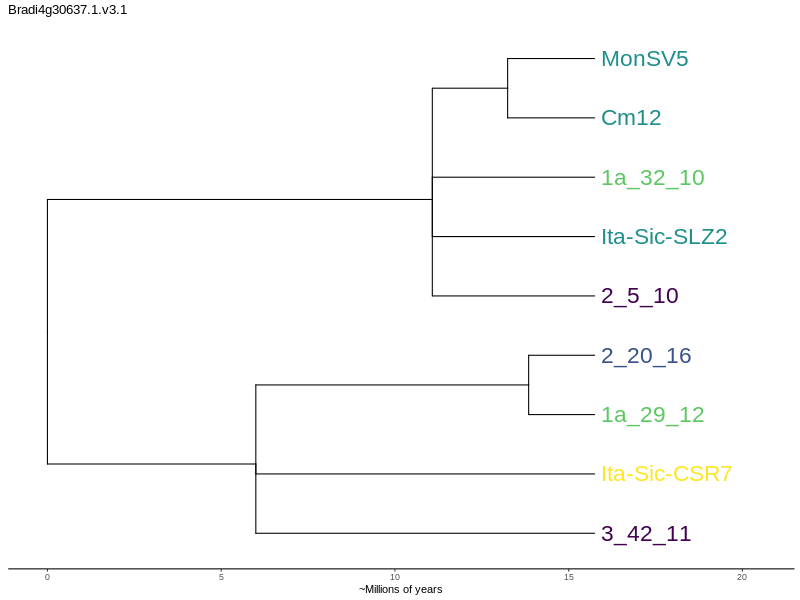 Bradi4g30637.1.v3.1
MonSV5
Cm12
1a_32_10
Ita-Sic-SLZ2
2_5_10
2_20_16
1a_29_12
Ita-Sic-CSR7
3_42_11
0 5 10 15 20
~Millions of years